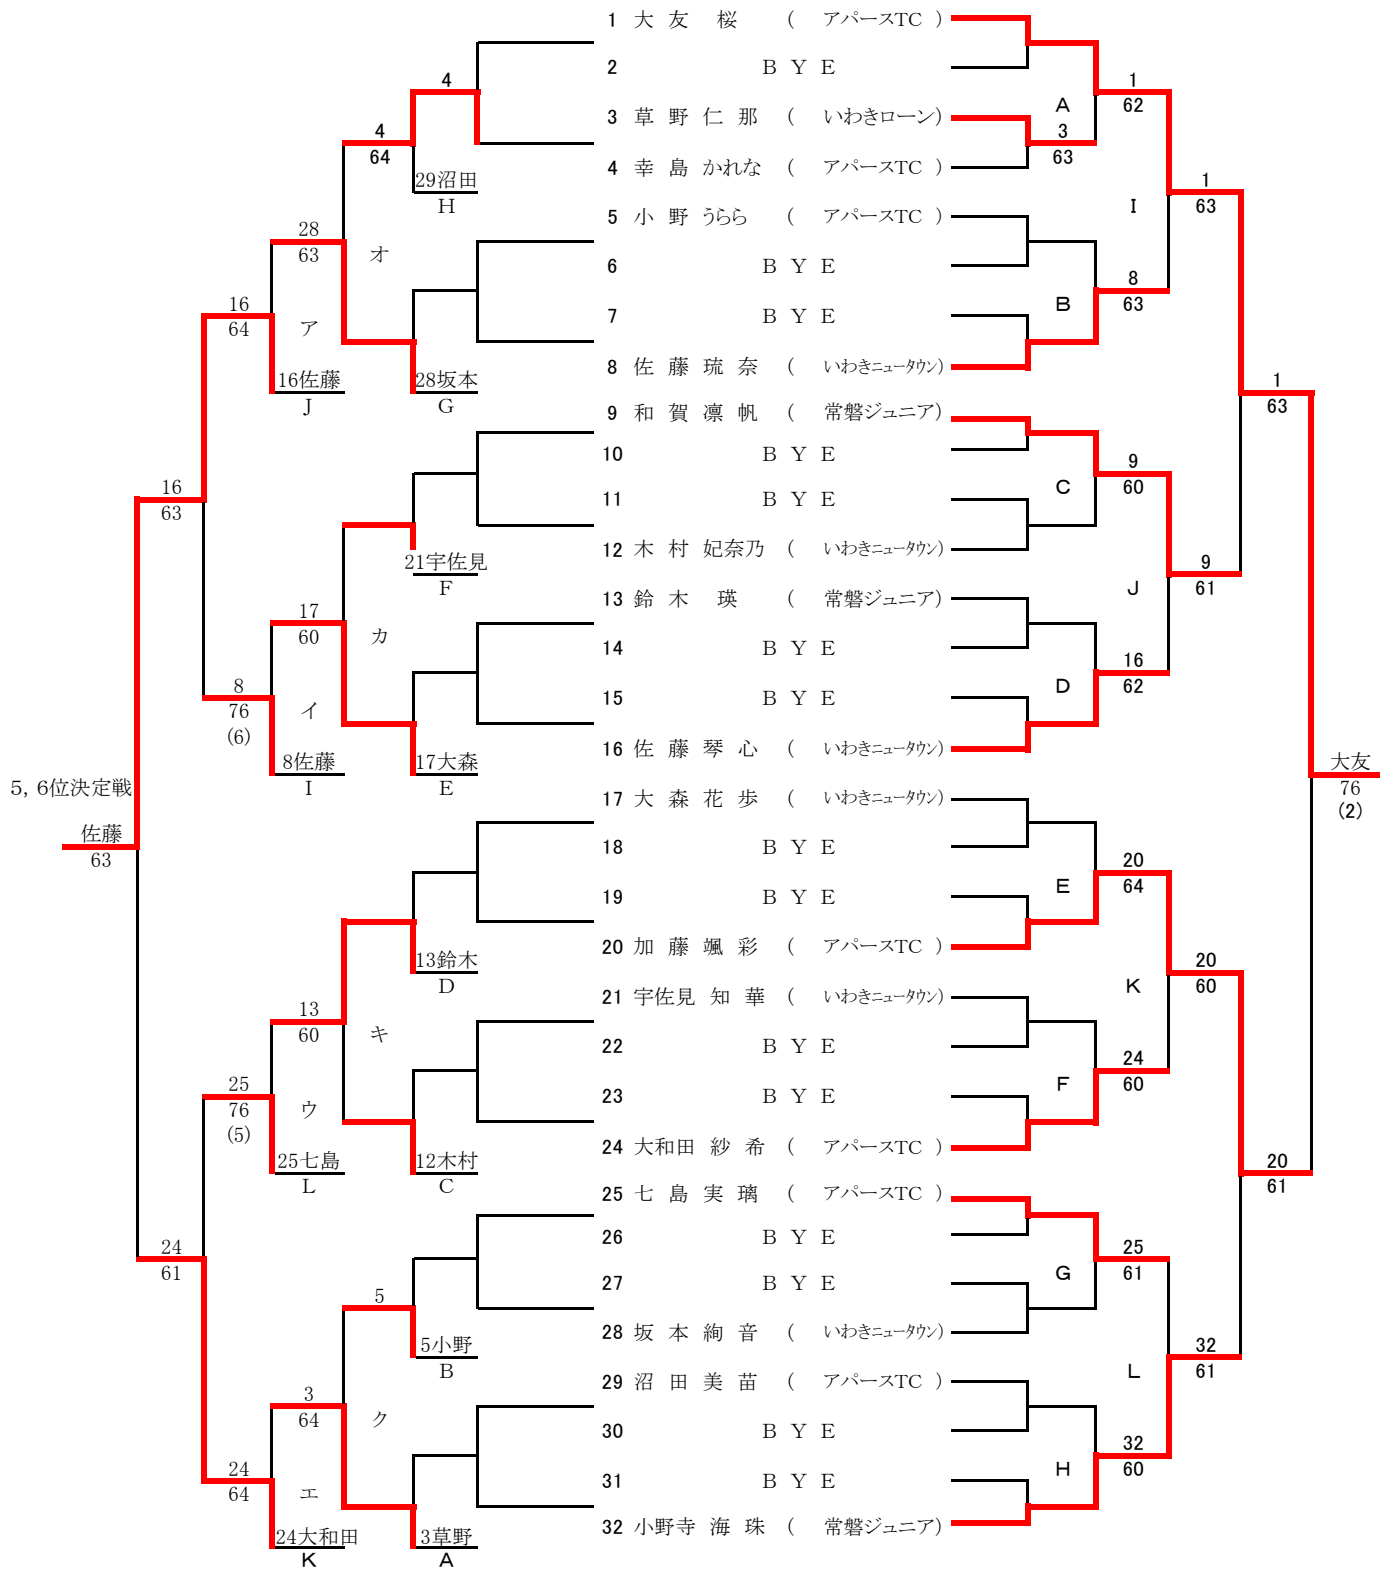 1 大 友 桜 ( アパースTC )
2 B Y E
3 草 野 仁 那 ( いわきローン)
4 幸 島 かれな ( アパースTC )
5 小 野 うらら ( アパースTC )
6 B Y E
7 B Y E
8 佐 藤 琉 奈 ( いわきニュータウン)
9 和 賀 凛 帆 ( 常磐ジュニア)
10 B Y E
11 B Y E
12 木 村 妃奈乃 ( いわきニュータウン)
13 鈴 木 瑛 ( 常磐ジュニア)
14 B Y E
15 B Y E
16 佐 藤 琴 心 ( いわきニュータウン)
17 大 森 花 歩 ( いわきニュータウン)
18 B Y E
19 B Y E
20 加 藤 颯 彩 ( アパースTC )
21 宇佐見 知 華 ( いわきニュータウン)
22 B Y E
23 B Y E
24 大和田 紗 希 ( アパースTC )
25 七 島 実 璃 ( アパースTC )
26 B Y E
27 B Y E
28 坂 本 絢 音 ( いわきニュータウン)
29 沼 田 美 苗 ( アパースTC )
30 B Y E
31 B Y E
32 小野寺 海 珠 ( 常磐ジュニア)
4
4
64
29沼田
H
28
63
オ
16
64
ア
16佐藤
J
28坂本
G
16
63
21宇佐見
F
17
60
カ
8
76
(6)
イ
8佐藤
I
17大森
E
5, 6位決定戦
佐藤
63
13鈴木
D
13
60
キ
25
76
(5)
ウ
25七島
L
12木村
C
24
61
5
5小野
B
3
64
ク
24
64
エ
24大和田
K
3草野
A
A
3
63
1
62
I
1
63
B
8
63
1
63
C
9
60
J
9
61
D
16
62
大友
76
(2)
E
20
64
K
20
60
F
24
60
20
61
G
25
61
L
32
61
H
32
60